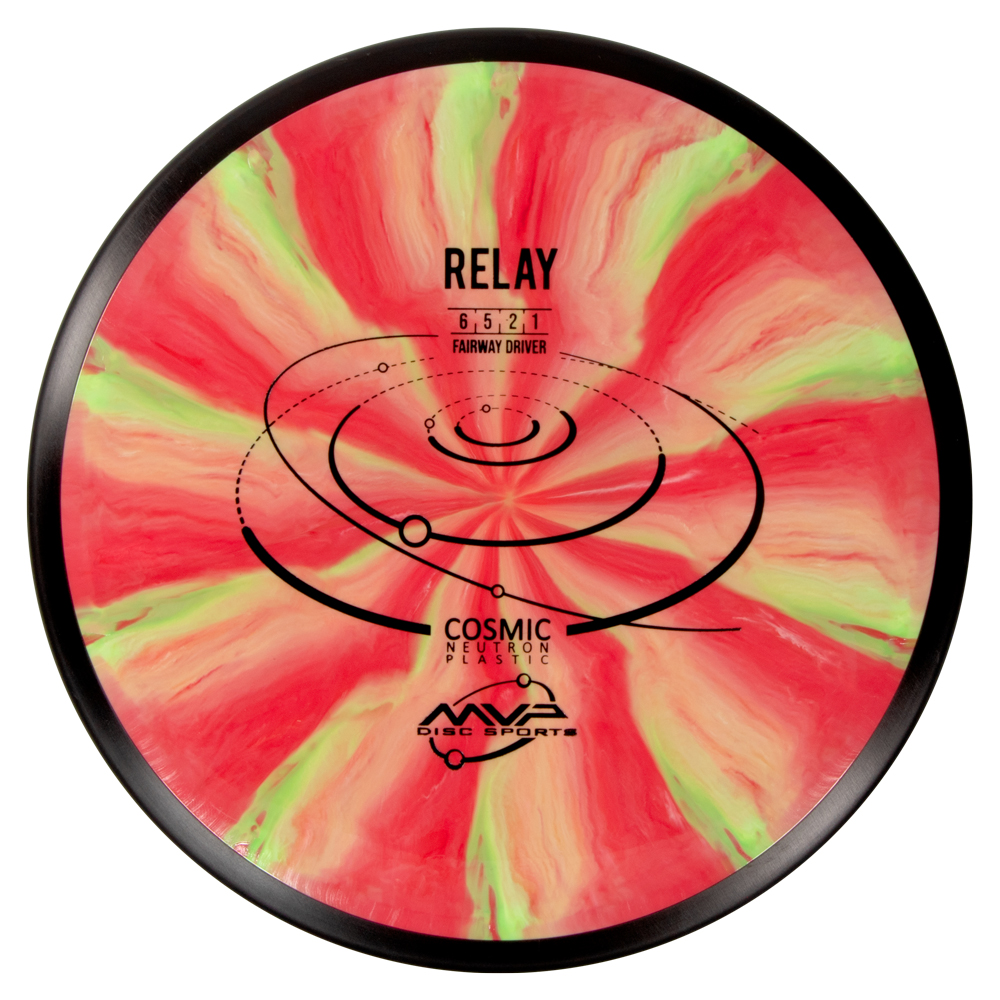 RELAY
6 5 2 1
FAIRWAY DRIVER
COSMIC
NEUTRON
PLASTIC
MVP
DISC SPORTS